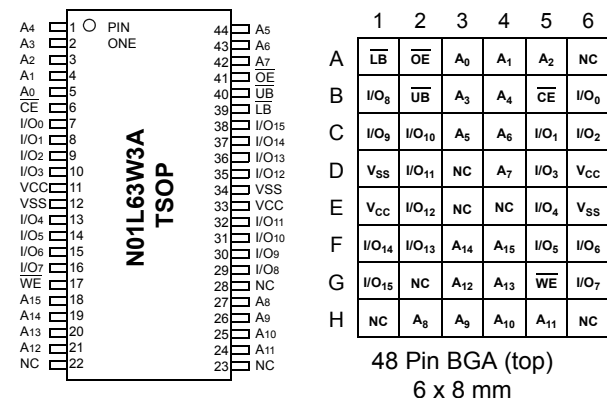 A4 1 PIN 44 A5
A3 2 ONE 43 A6
A2 3 42 A7
A1 4 41 OE
A0 5 40 UB
CE 6 39 LB
I/O0 7 38 I/O15
I/O1 8 37 I/O14
I/O2 9 36 I/O13
I/O3 10 35 I/O12
VCC 11 34 VSS
VSS 12 33 VCC
I/O4 13 32 I/O11
I/O5 14 31 I/O10
I/O6 15 30 I/O9
I/O7 16 29 I/O8
WE 17 28 NC
A15 18 27 A8
A14 19 26 A9
A13 20 25 A10
A12 21 24 A11
NC 22 23 NC
N01L63W3A
TSOP
1 2 3 4 5 6
A LB OE A0 A1 A2 NC
B I/O8 UB A3 A4 CE I/O0
C I/O9 I/O10 A5 A6 I/O1 I/O2
D VSS I/O11 NC A7 I/O3 VCC
E VCC I/O12 NC NC I/O4 VSS
F I/O14 I/O13 A14 A15 I/O5 I/O6
G I/O15 NC A12 A13 WE I/O7
H NC A8 A9 A10 A11 NC
48 Pin BGA (top)
6 x 8 mm